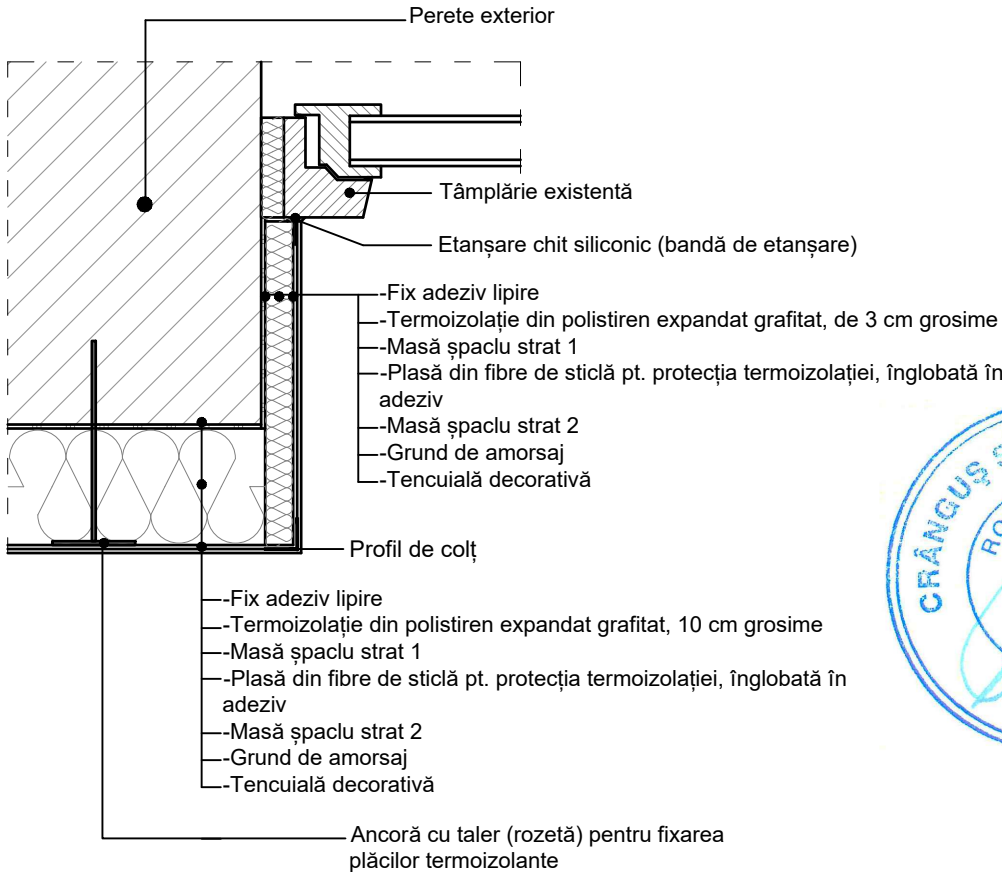 Perete exterior
Tâmplărie existentă
Etanșare chit siliconic (bandă de etanșare)
-Fix adeziv lipire
-Termoizolație din polistiren expandat grafitat, de 3 cm grosime
-Masă șpaclu strat 1
-Plasă din fibre de sticlă pt. protecția termoizolației, înglobată în
adeziv
-Masă șpaclu strat 2
-Grund de amorsaj
-Tencuială decorativă
CRÂNGUȘ S
RO
Profil de colț
-Fix adeziv lipire
-Termoizolație din polistiren expandat grafitat, 10 cm grosime
-Masă șpaclu strat 1
-Plasă din fibre de sticlă pt. protecția termoizolației, înglobată în
adeziv
-Masă șpaclu strat 2
-Grund de amorsaj
-Tencuială decorativă
Ancoră cu taler (rozetă) pentru fixarea
plăcilor termoizolante